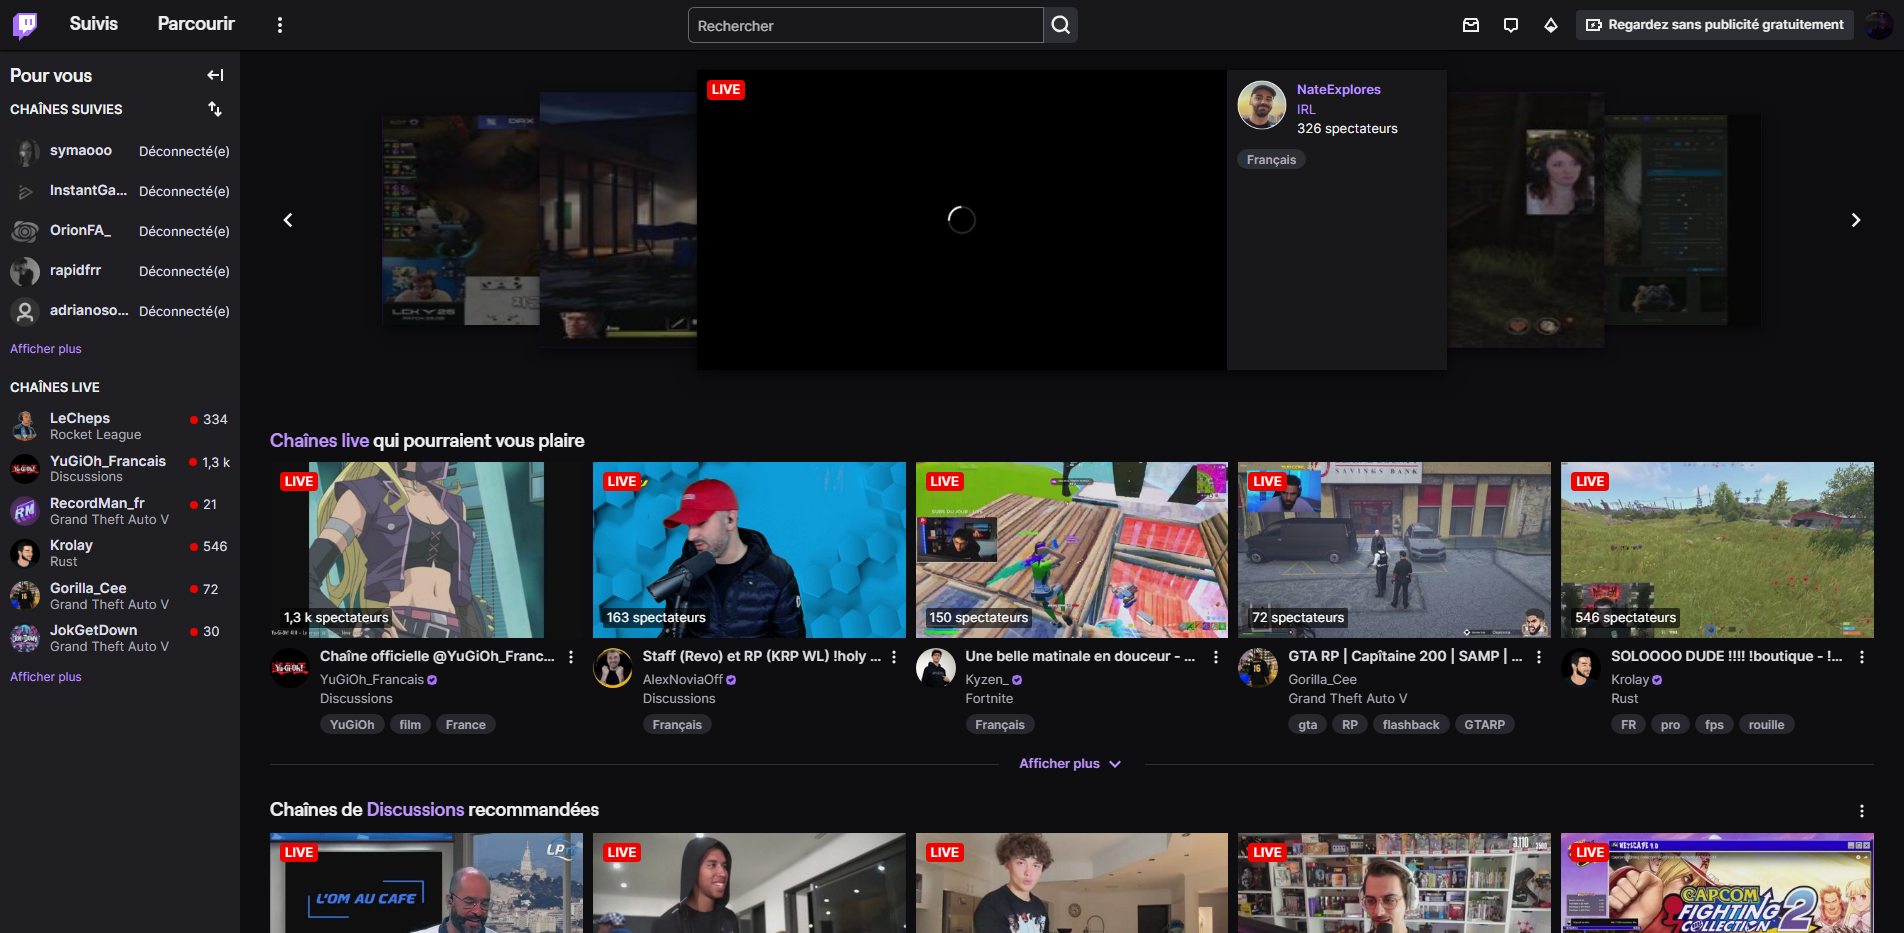 Suivis
Parcourir
Rechercher
Regardez sans publicité gratuitement
Pour vous
CHAÎNES SUIVIES
symaooo Déconnecté(e)
InstantGa... Déconnecté(e)
OrionFA_ Déconnecté(e)
rapidfrr Déconnecté(e)
adrianoso... Déconnecté(e)
Afficher plus
CHAÎNES LIVE
LeCheps 334
Rocket League
YuGiOh_Francais 1,3 k
Discussions
RecordMan_fr 21
Grand Theft Auto V
Krolay 546
Rust
Gorilla_Cee 72
Grand Theft Auto V
JokGetDown 30
Grand Theft Auto V
Afficher plus
LIVE
NateExplores
IRL
326 spectateurs
Français
Chaînes live qui pourraient vous plaire
LIVE
1,3 k spectateurs
Chaîne officielle @YuGiOh_Franc...
YuGiOh_Francais
Discussions
YuGiOh film France
LIVE
163 spectateurs
Staff (Revo) et RP (KRP WL) !holy ...
AlexNoviaOff
Discussions
Français
LIVE
150 spectateurs
Une belle matinale en douceur - ...
Kyzen_
Fortnite
Français
LIVE
SAVINGS BANK
72 spectateurs
GTA RP | Capîtaine 200 | SAMP | ...
Gorilla_Cee
Grand Theft Auto V
gta RP flashback GTARP
LIVE
546 spectateurs
SOLOOOO DUDE !!!! !boutique - !...
Krolay
Rust
FR pro fps rouille
Afficher plus
Chaînes de Discussions recommandées
LIVE
L'OM AU CAFE
LIVE
LIVE
LIVE
LIVE
NETSCAPE 1.0
CAPCOM
FIGHTING
COLLECTION 2